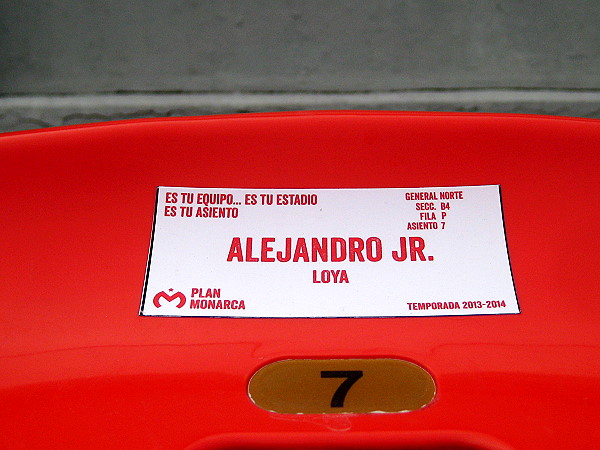 ES TU EQUIPO... ES TU ESTADIO
ES TU ASIENTO
GENERAL NORTE
SECC. B4
FILA P
ASIENTO 7
ALEJANDRO JR.
LOYA
PLAN
MONARCA
TEMPORADA 2013-2014
7